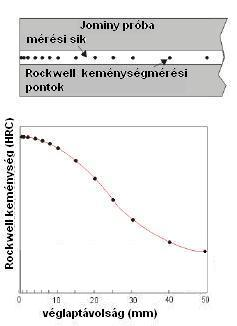 Jominy próba
mérési sík
Rockwell keménységmérési
pontok
Rockwell keménység (HRC)
0 10 20 30 40 50
véglaptávolság (mm)